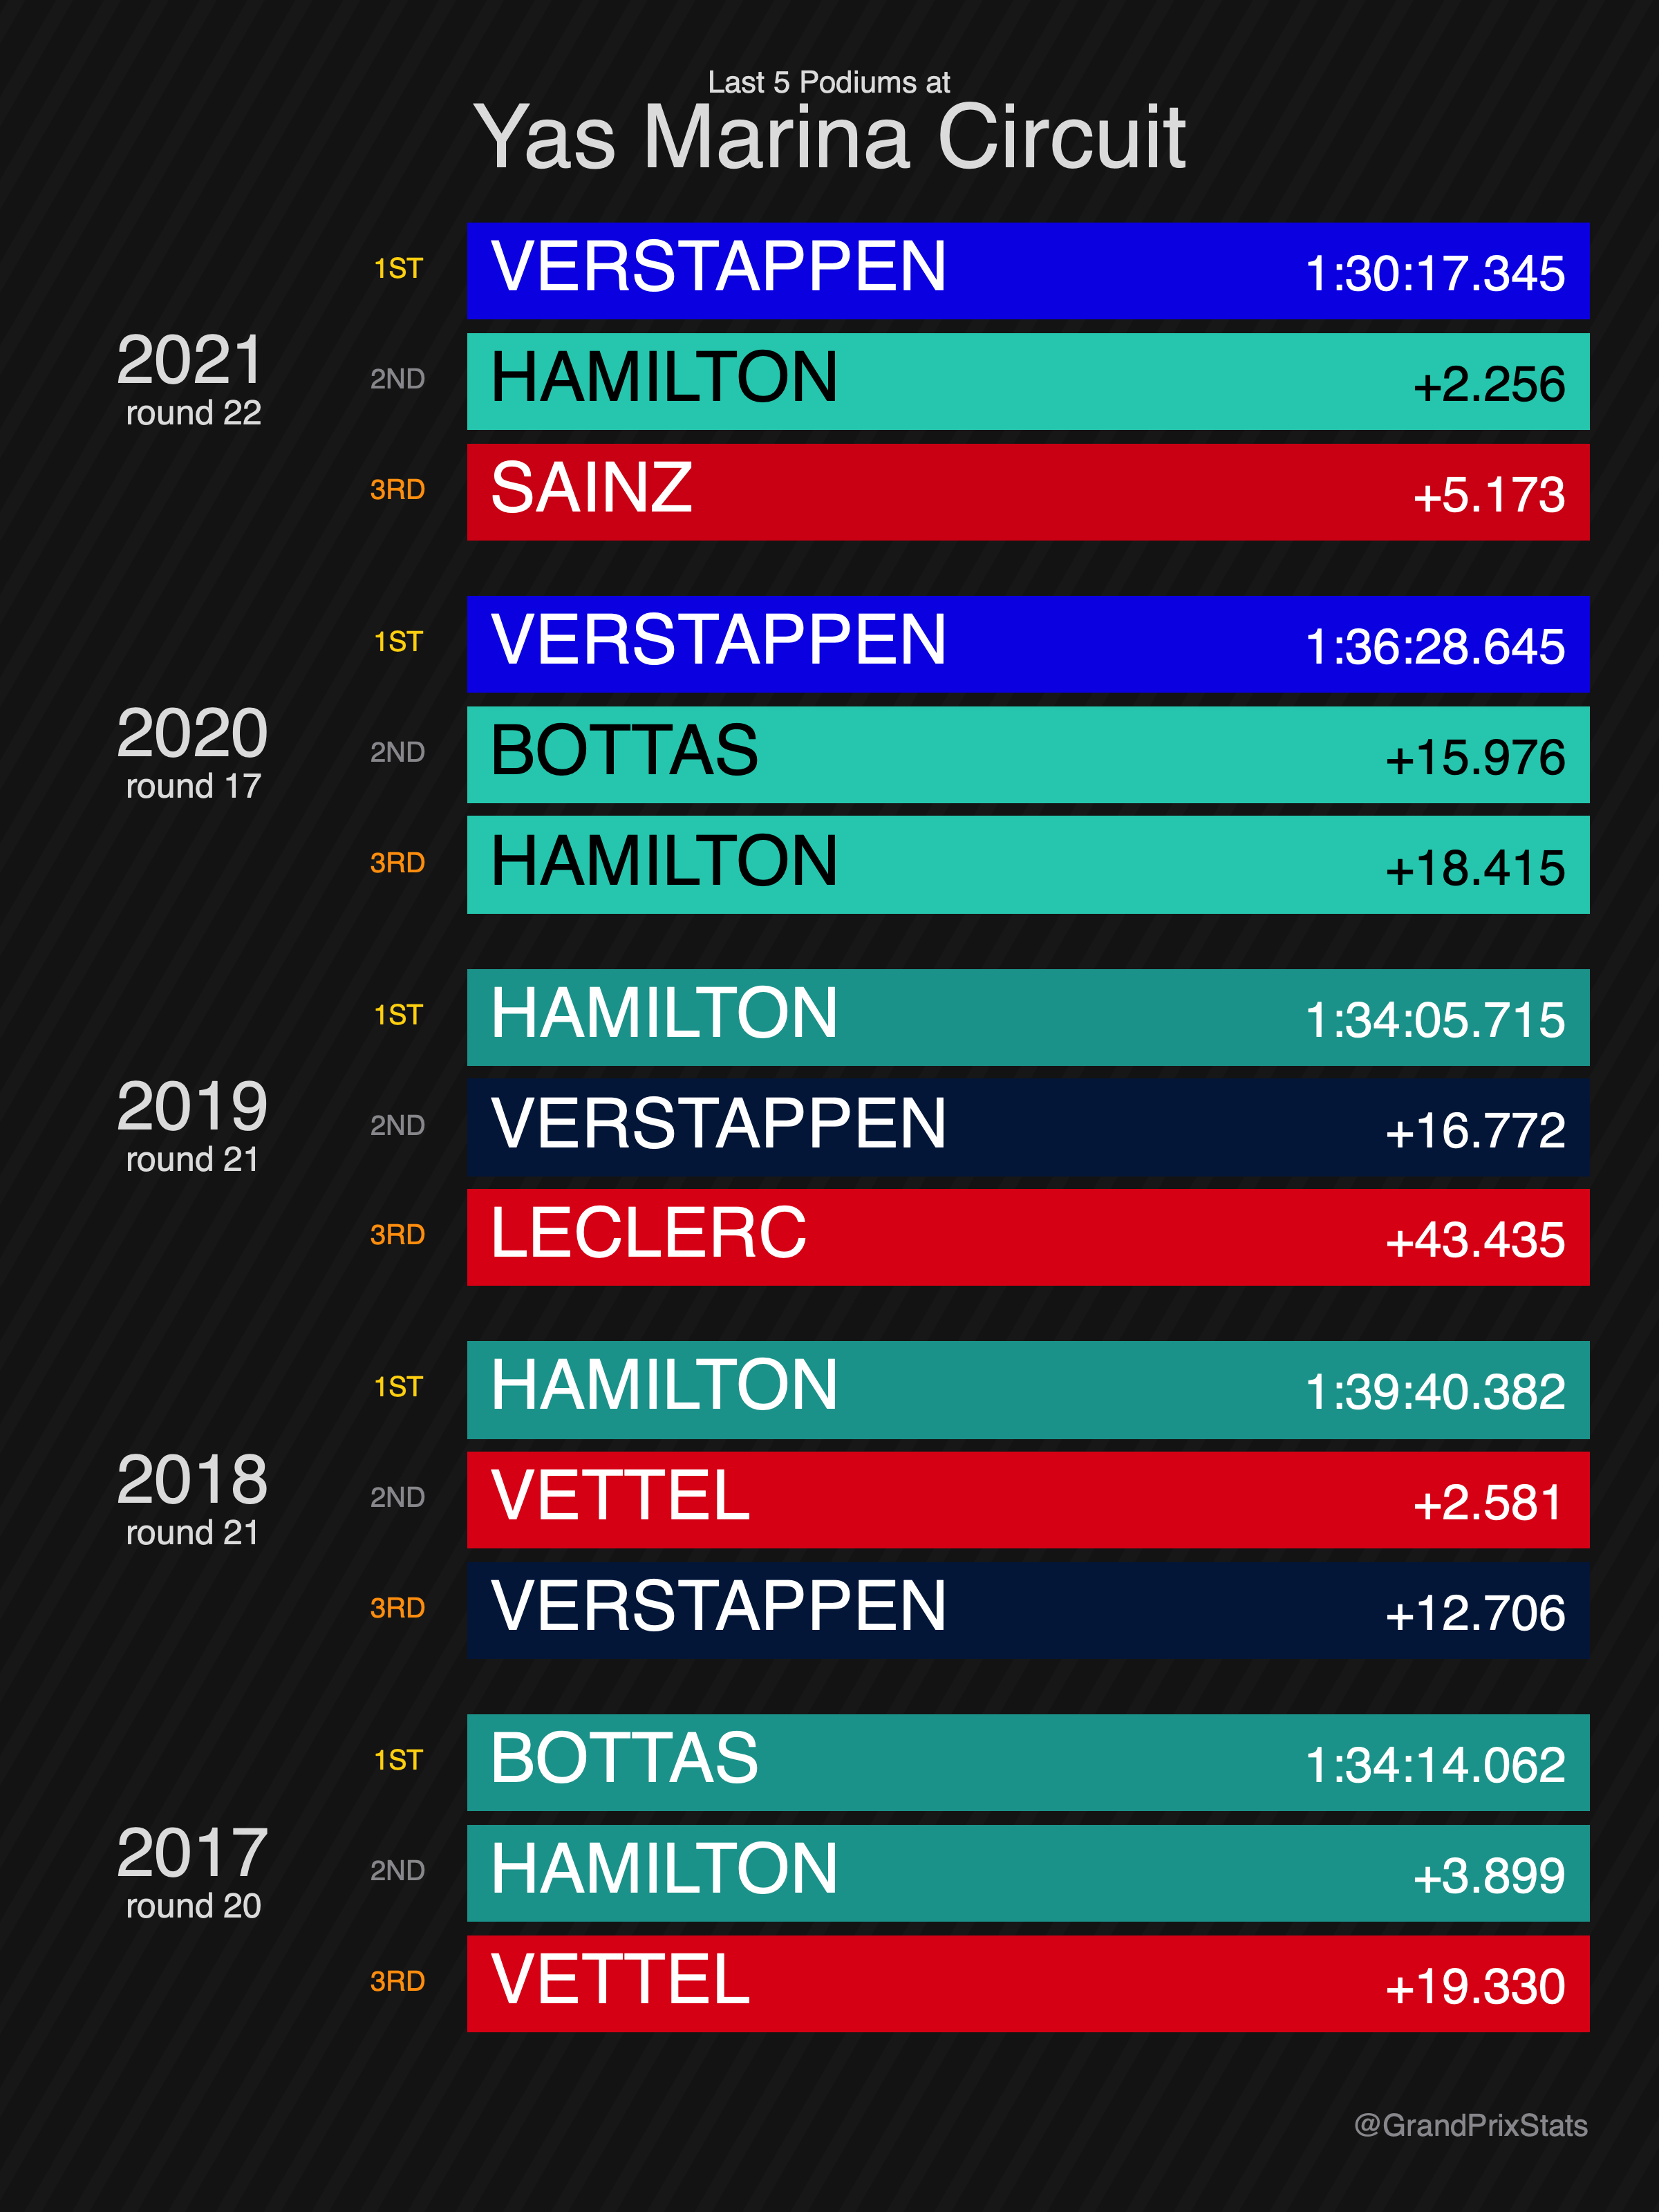 Last 5 Podiums at
Yas Marina Circuit
2021
round 22
1ST VERSTAPPEN 1:30:17.345
2ND HAMILTON +2.256
3RD SAINZ +5.173
2020
round 17
1ST VERSTAPPEN 1:36:28.645
2ND BOTTAS +15.976
3RD HAMILTON +18.415
2019
round 21
1ST HAMILTON 1:34:05.715
2ND VERSTAPPEN +16.772
3RD LECLERC +43.435
2018
round 21
1ST HAMILTON 1:39:40.382
2ND VETTEL +2.581
3RD VERSTAPPEN +12.706
2017
round 20
1ST BOTTAS 1:34:14.062
2ND HAMILTON +3.899
3RD VETTEL +19.330
@GrandPrixStats